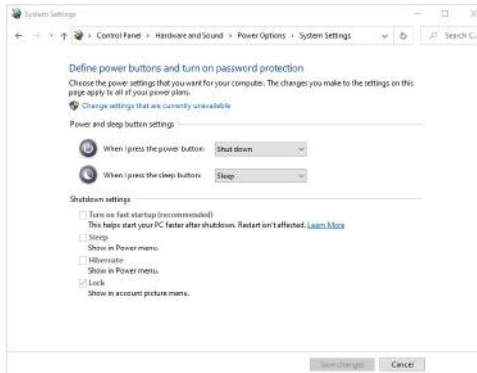 System Settings
Control Panel > Hardware and Sound > Power Options > System Settings
Search C...
Define power buttons and turn on password protection
Choose the power settings that you want for your computer. The changes you make to the settings on this
page apply to all of your power plans.
Change settings that are currently unavailable
Power and sleep button settings
When I press the power button: Shut down
When I press the sleep button: Sleep
Shutdown settings
Turn on fast startup (recommended)
This helps start your PC faster after shutdown. Restart isn't affected. Learn More
Sleep
Show in Power menu.
Hibernate
Show in Power menu.
Lock
Show in account picture menu.
Save changes Cancel